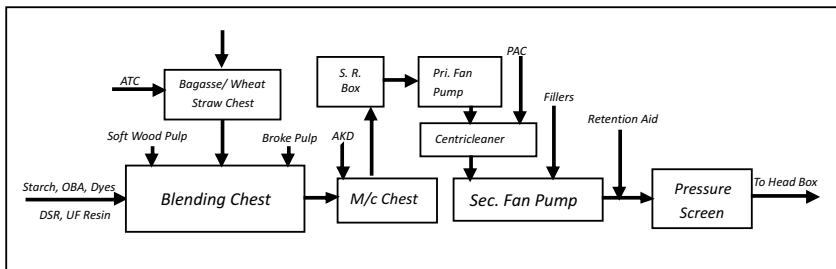 ATC
Bagasse/ Wheat
Straw Chest
S. R.
Box
Pri. Fan
Pump
PAC
Fillers
Retention Aid
Soft Wood Pulp
Broke Pulp
AKD
Centricleaner
Starch, OBA, Dyes
DSR, UF Resin
Blending Chest
M/c Chest
Sec. Fan Pump
Pressure
Screen
To Head Box